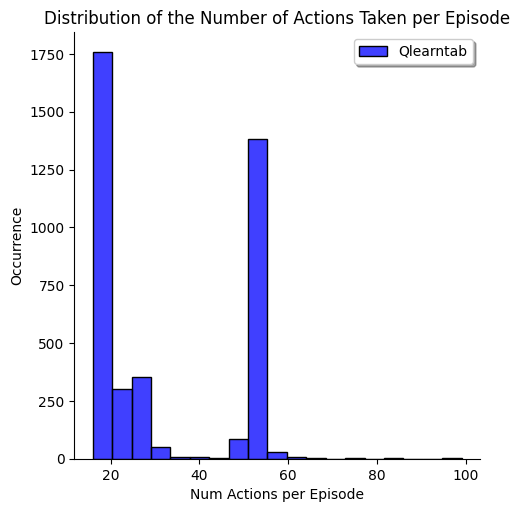 Distribution of the Number of Actions Taken per Episode
Qlearntab
1750
1500
1250
1000
750
500
250
0
Occurrence
20 40 60 80 100
Num Actions per Episode